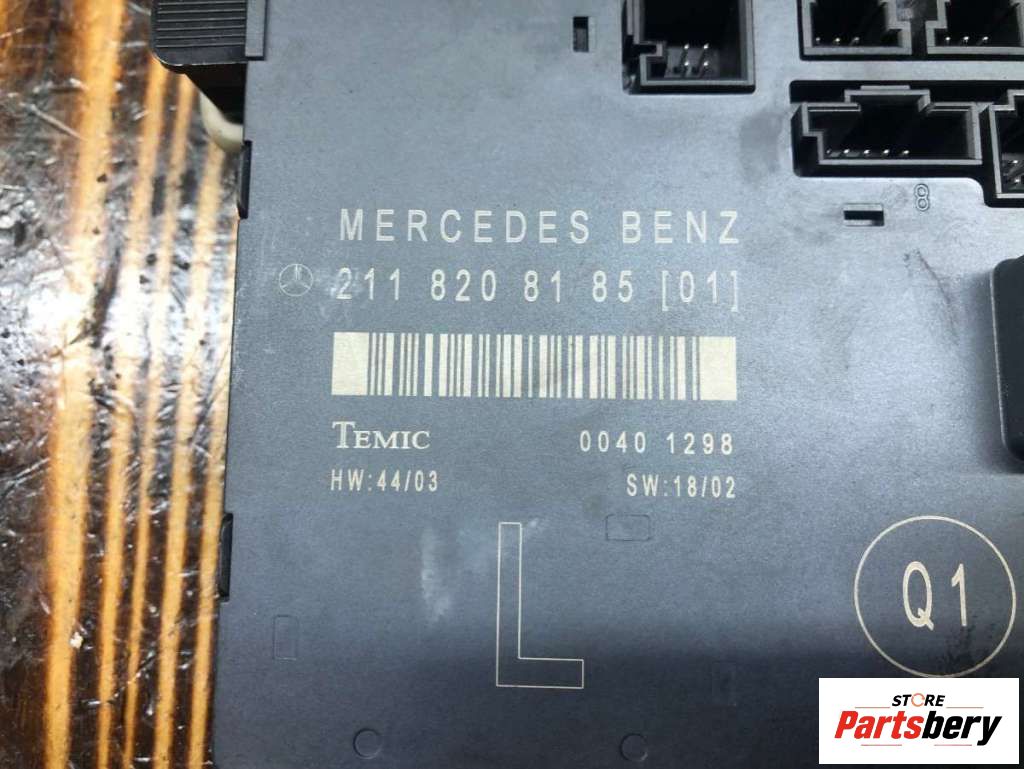 8
MERCEDES BENZ
211 820 81 85 [01]
TEMIC 0040 1298
HW:44/03 SW:18/02
L
Q1
STORE
Partsbery